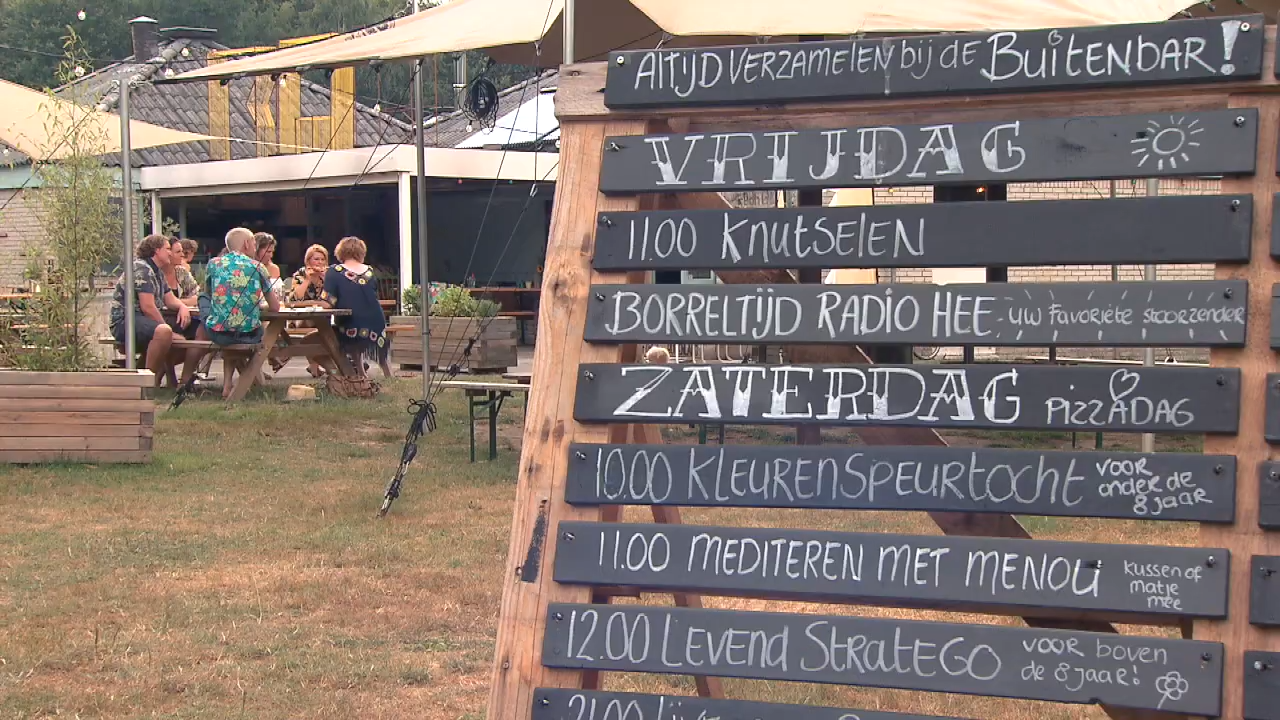 ALTIJD VERZAMELEN bij de BUITENBAR!
VRIJDAG
11.00 KNUTSELEN
BORRELTIJD RADIO HEE - UW FAVORIETE STOORZENDER
ZATERDAG PIZZADAG
10.00 KLEURENSPEURTOCHT VOOR
onder de
8 jaar
11.00 MEDITEREN MET MENOU KUSSEN OF
matje
mee
12.00 LEVEND STRATEGO VOOR boven
de 8 jaar!
21.00